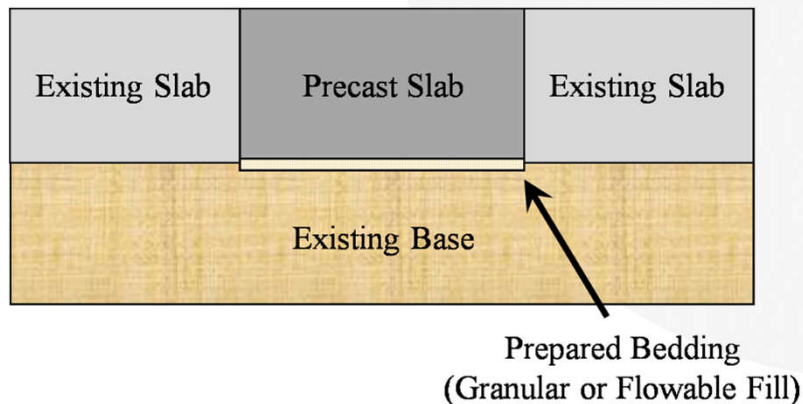 Existing Slab
Precast Slab
Existing Slab
Existing Base
Prepared Bedding
(Granular or Flowable Fill)